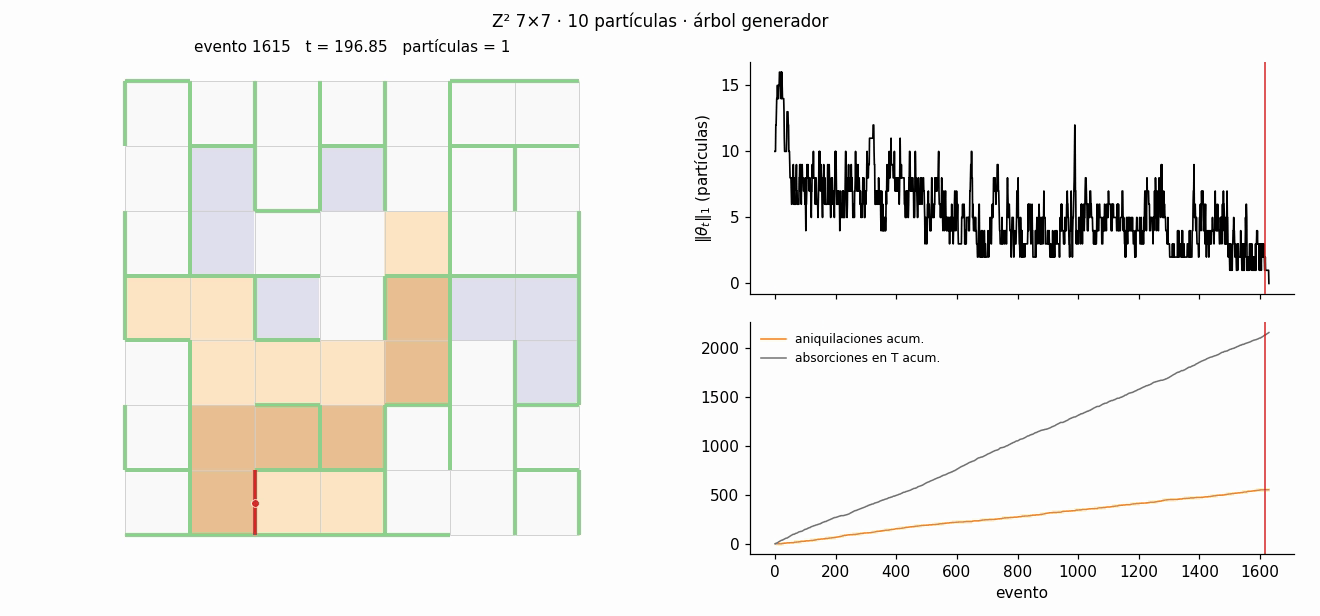 Z² 7×7 · 10 partículas · árbol generador
evento 1615 t = 196.85 partículas = 1
15
10
5
0
‖θt‖1 (partículas)
aniquilaciones acum.
absorciones en T acum.
2000
1500
1000
500
0
0 200 400 600 800 1000 1200 1400 1600
evento